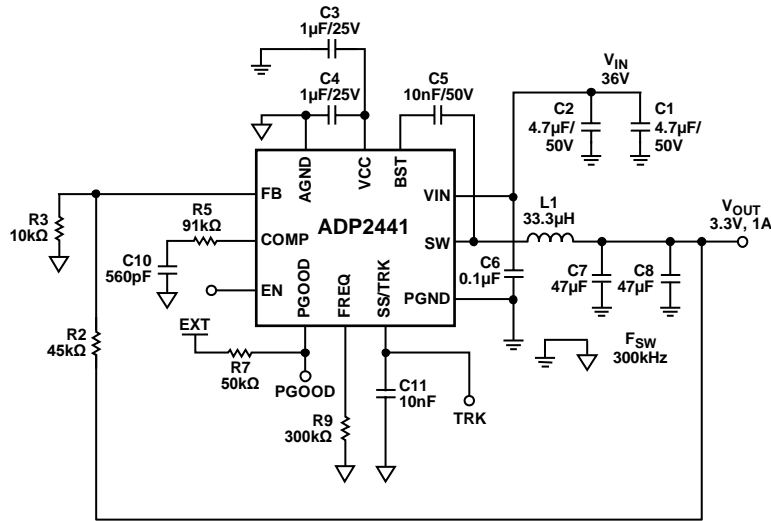 C3
1µF/25V
C4
1µF/25V
C5
10nF/50V
VIN
36V
C2
4.7µF/
50V
C1
4.7µF/
50V
AGND
VCC
BST
FB
VIN
ADP2441
R3
10kΩ
R5
91kΩ
COMP
SW
L1
33.3µH
VOUT
3.3V, 1A
C10
560pF
EN
PGOOD
FREQ
SS/TRK
PGND
C6
0.1µF
C7
47µF
C8
47µF
R2
45kΩ
EXT
R7
50kΩ
PGOOD
FSW
300kHz
C11
10nF
TRK
R9
300kΩ